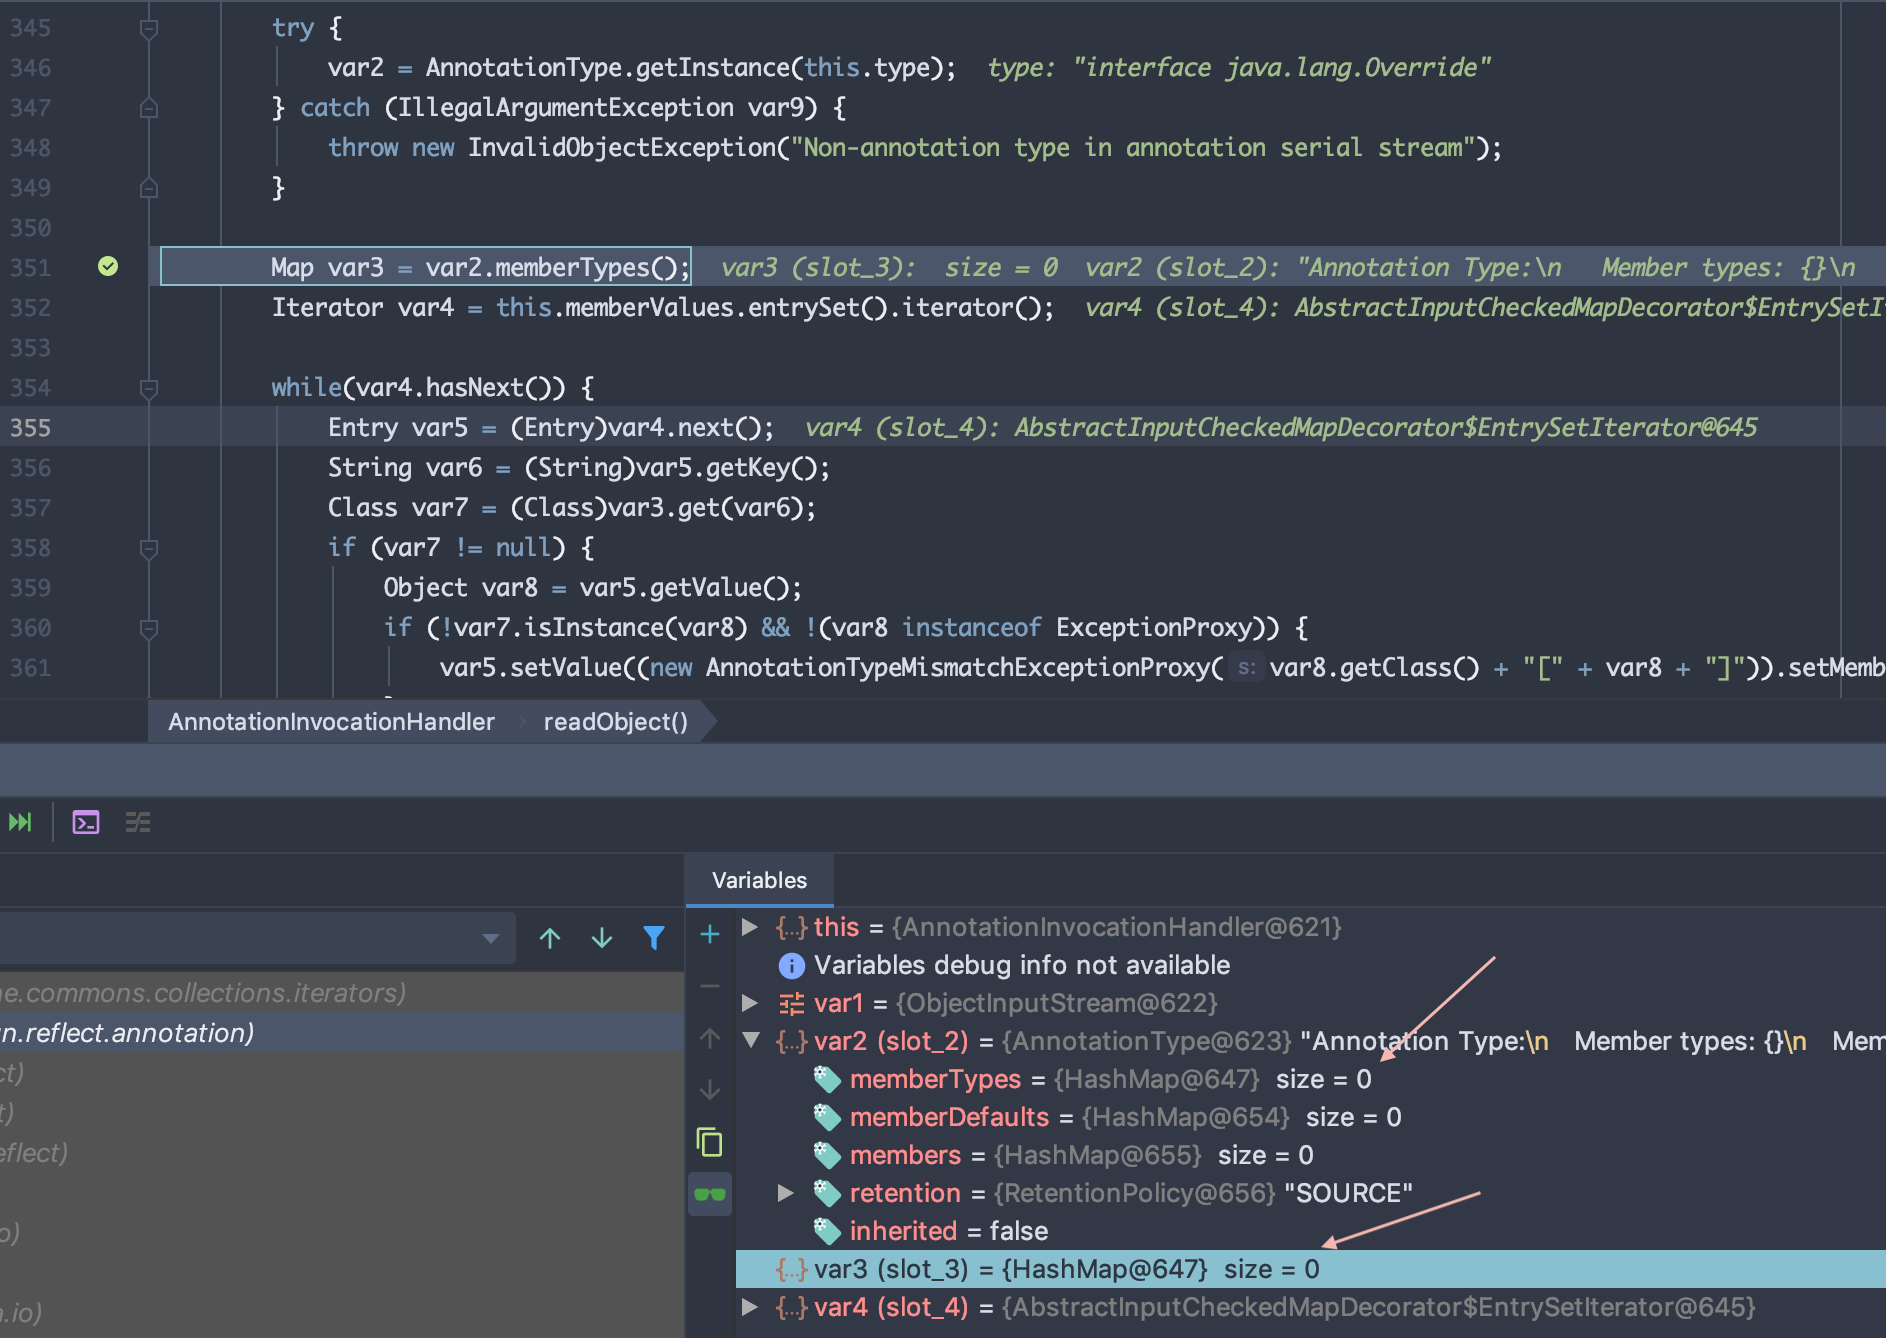 345 try {
346 var2 = AnnotationType.getInstance(this.type); type: "interface java.lang.Override"
347 } catch (IllegalArgumentException var9) {
348 throw new InvalidObjectException("Non-annotation type in annotation serial stream");
349 }
350
351 Map var3 = var2.memberTypes(); var3 (slot_3): size = 0 var2 (slot_2): "Annotation Type:\n Member types: {}\n
352 Iterator var4 = this.memberValues.entrySet().iterator(); var4 (slot_4): AbstractInputCheckedMapDecorator$EntrySetI
353
354 while(var4.hasNext()) {
355 Entry var5 = (Entry)var4.next(); var4 (slot_4): AbstractInputCheckedMapDecorator$EntrySetIterator@645
356 String var6 = (String)var5.getKey();
357 Class var7 = (Class)var3.get(var6);
358 if (var7 != null) {
359 Object var8 = var5.getValue();
360 if (!var7.isInstance(var8) && !(var8 instanceof ExceptionProxy)) {
361 var5.setValue((new AnnotationTypeMismatchExceptionProxy( s: var8.getClass() + "[" + var8 + "]")).setMemb
AnnotationInvocationHandler readObject()
Variables
this = {AnnotationInvocationHandler@621}
Variables debug info not available
var1 = {ObjectInputStream@622}
var2 (slot_2) = {AnnotationType@623} "Annotation Type:\n Member types: {}\n Mem
memberTypes = {HashMap@647} size = 0
memberDefaults = {HashMap@654} size = 0
members = {HashMap@655} size = 0
retention = {RetentionPolicy@656} "SOURCE"
inherited = false
var3 (slot_3) = {HashMap@647} size = 0
var4 (slot_4) = {AbstractInputCheckedMapDecorator$EntrySetIterator@645}
e.commons.collections.iterators)
n.reflect.annotation)
ct)
t)
eflect)
o)
.io)